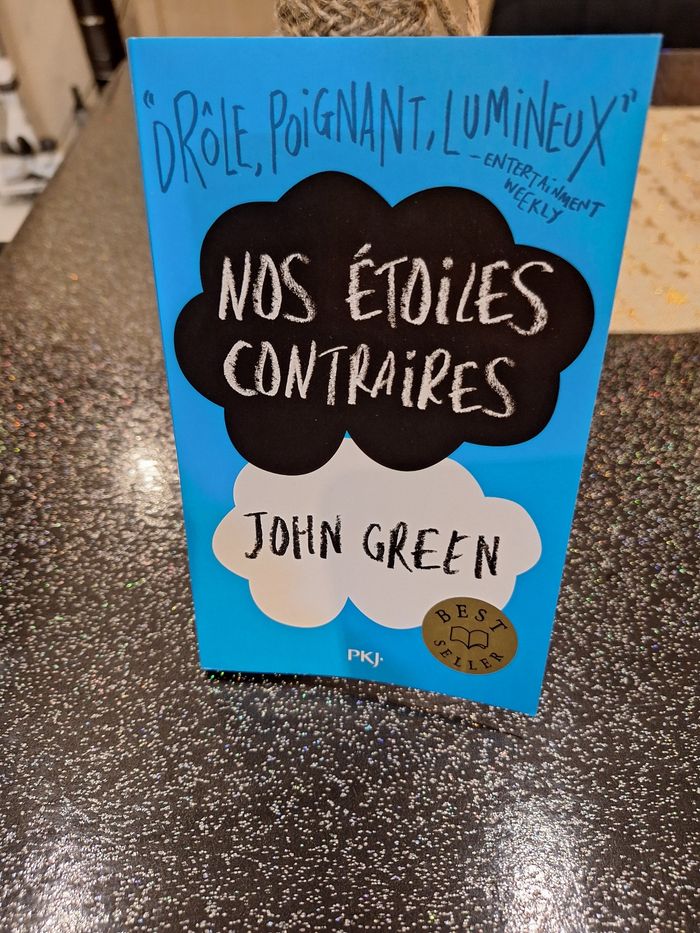 "DRÔLE, POIGNANT, LUMINEUX"
- ENTERTAINMENT
WEEKLY
NOS ÉTOILES
CONTRAIRES
JOHN GREEN
BEST
SELLER
PKJ.